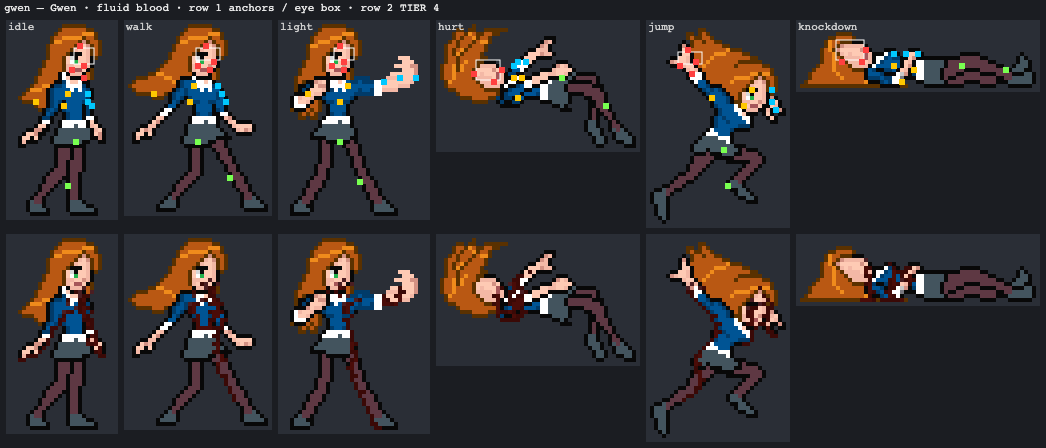 gwen — Gwen · fluid blood · row 1 anchors / eye box · row 2 TIER 4
idle walk light hurt jump knockdown